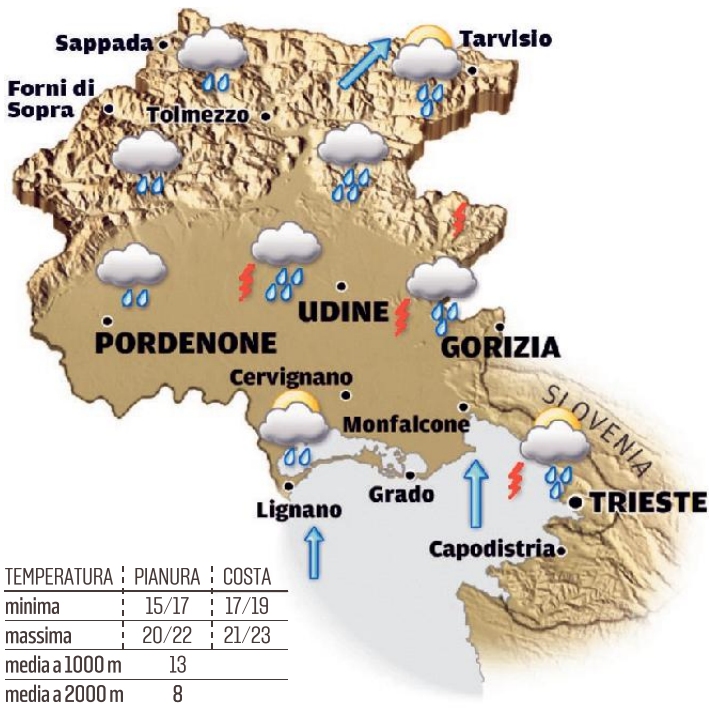 Sappada
Tarvisio
Forni di
Sopra
Tolmezzo
UDINE
PORDENONE
GORIZIA
Cervignano
SLOVENIA
Monfalcone
Grado
Lignano
TRIESTE
Capodistria
TEMPERATURA PIANURA COSTA
minima 15/17 17/19
massima 20/22 21/23
media a 1000 m 13
media a 2000 m 8